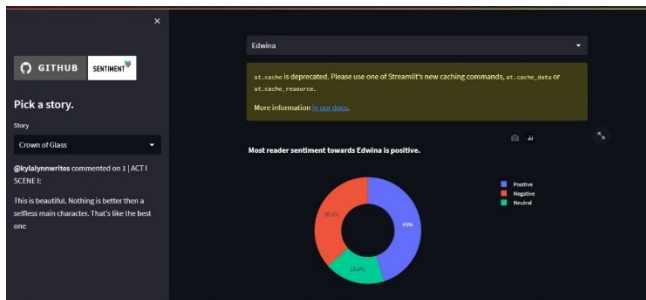 ×
GITHUB
SENTIMENT
Pick a story.
Story
Crown of Glass
@kylalynnwrites commented on 1 | ACT I
SCENE I:
This is beautiful. Nothing is better then a
selfless main character. That's like the best
one
Edwina
st.cache is deprecated. Please use one of Streamlit's new caching commands, st.cache_data or
st.cache_resource.
More information in our docs.
Most reader sentiment towards Edwina is positive.
Positive
Negative
Neutral
45%
18.4%